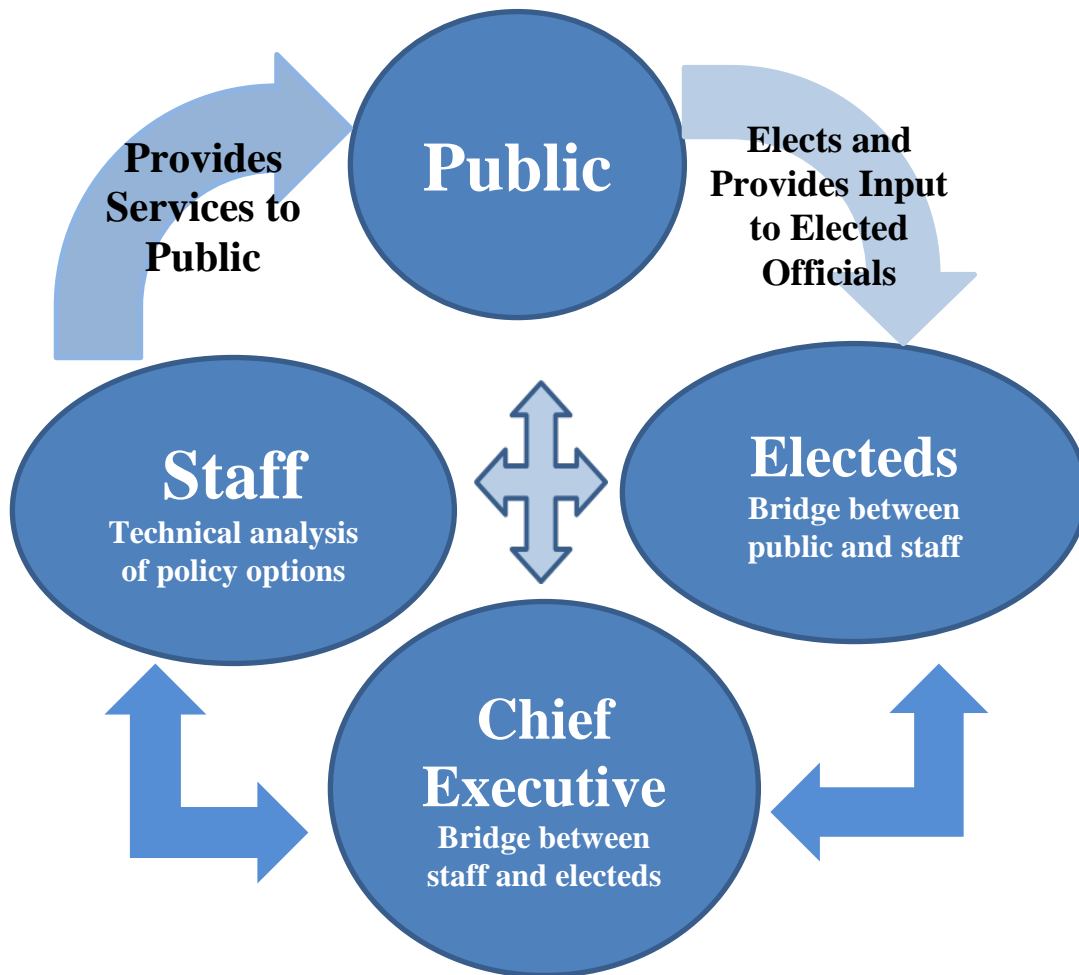 Public
Provides
Services to
Public
Elects and
Provides Input
to Elected
Officials
Staff
Technical analysis
of policy options
Electeds
Bridge between
public and staff
Chief
Executive
Bridge between
staff and electeds